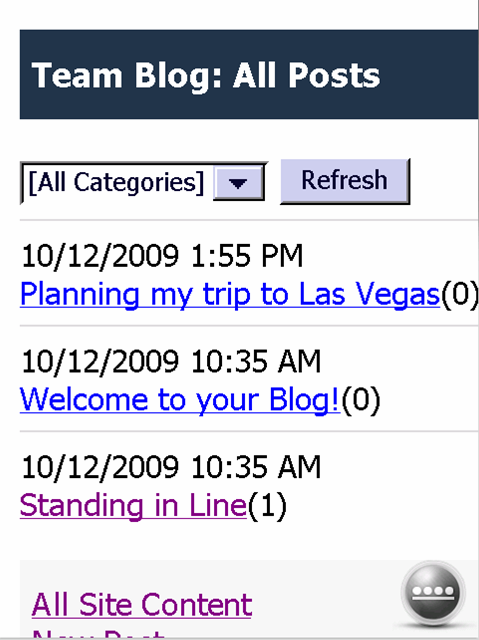 Team Blog: All Posts
[All Categories] Refresh
10/12/2009 1:55 PM
Planning my trip to Las Vegas(0)
10/12/2009 10:35 AM
Welcome to your Blog!(0)
10/12/2009 10:35 AM
Standing in Line(1)
All Site Content
New Post